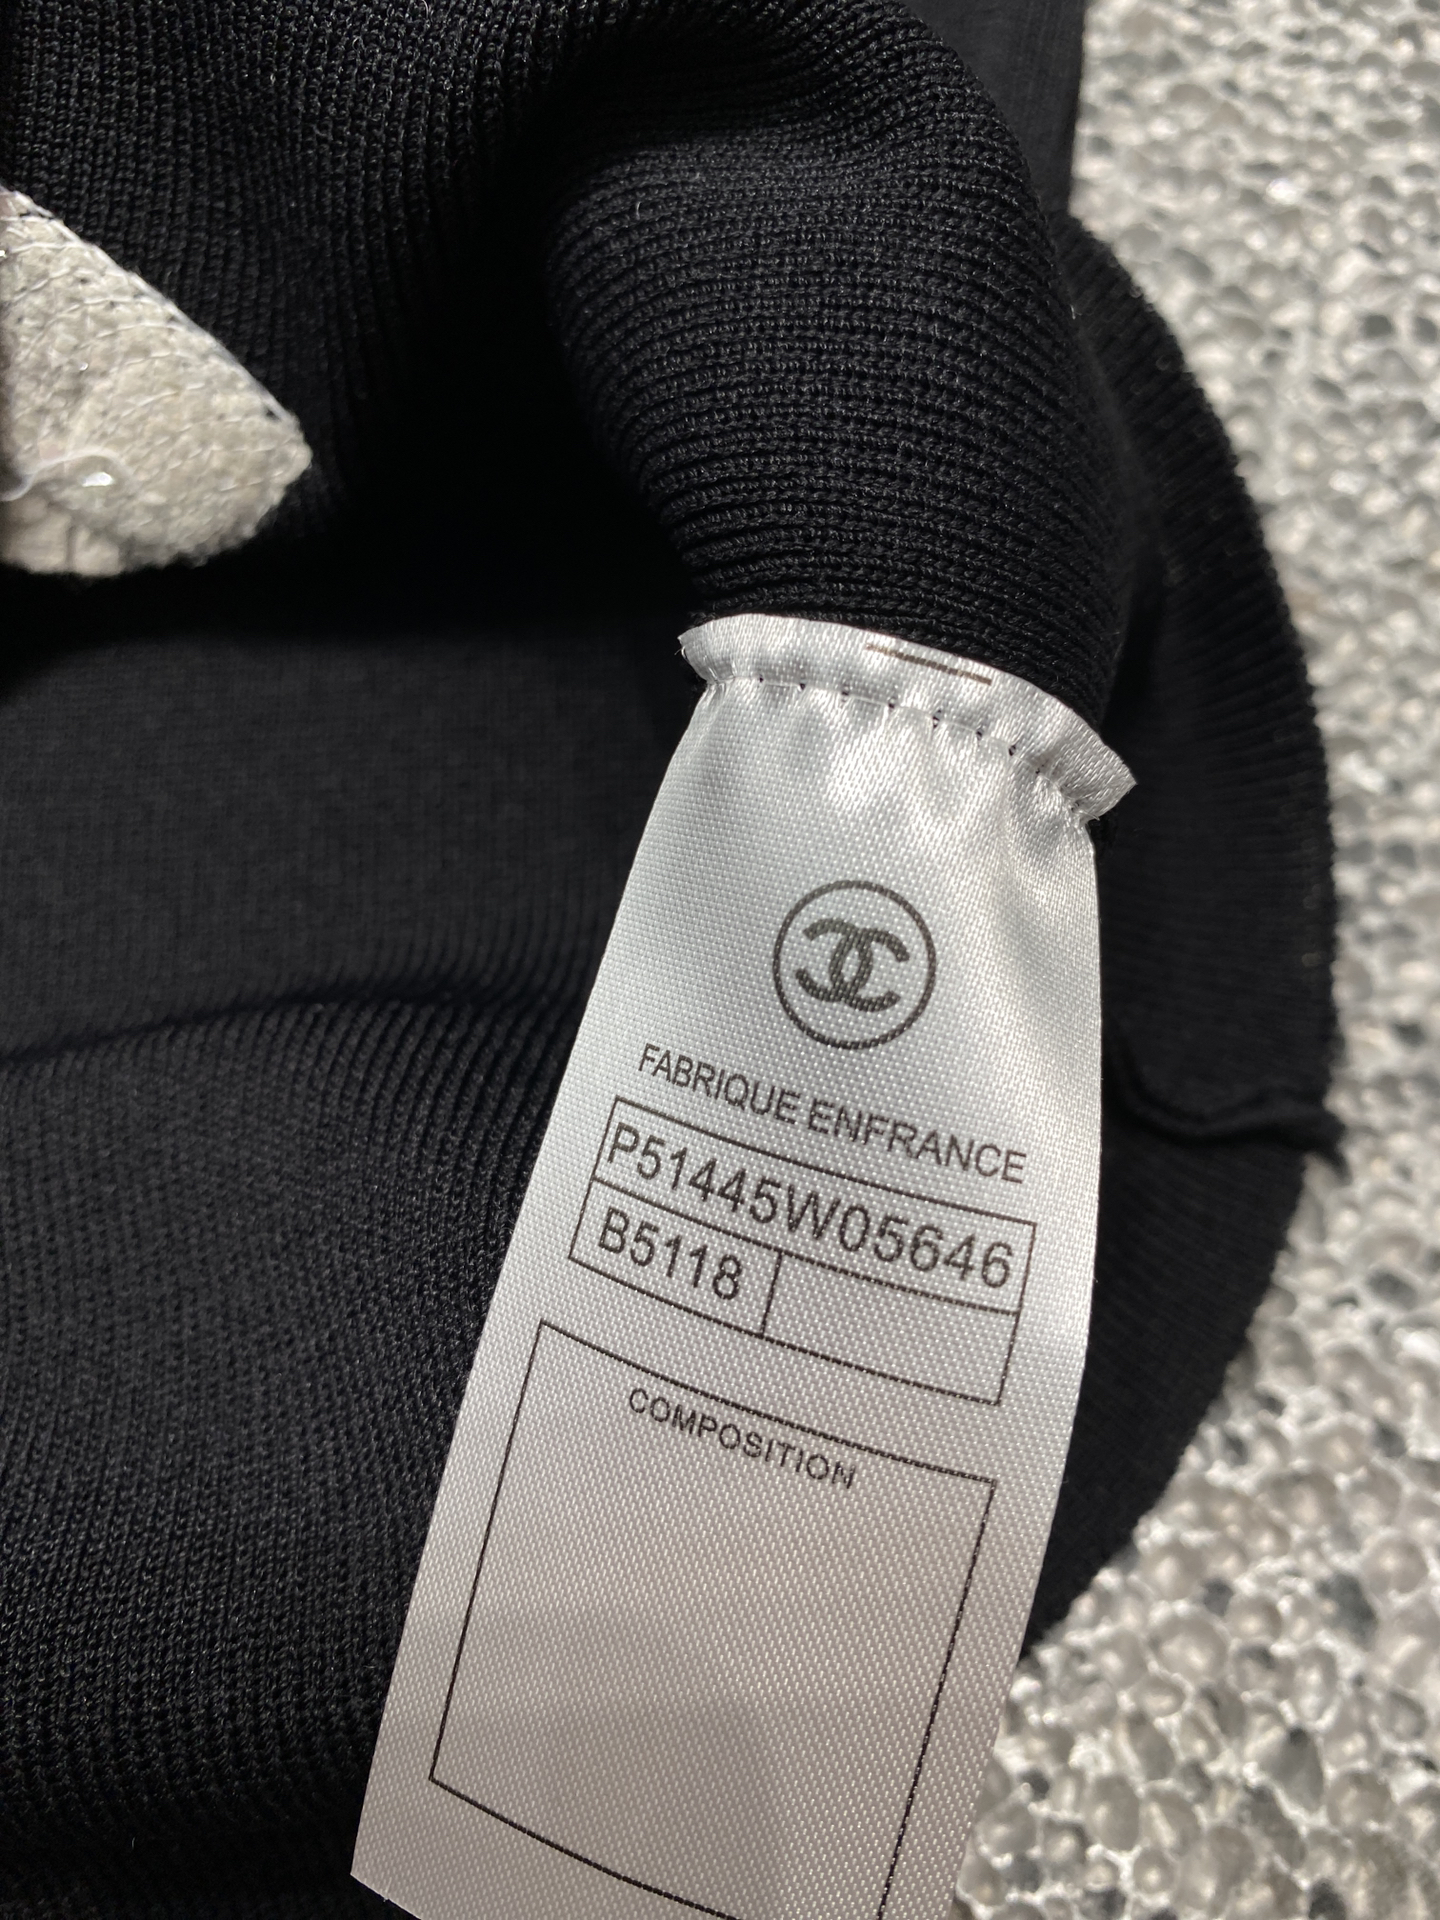 FABRIQUE ENFRANCE
P51445W05646
B5118
COMPOSITION